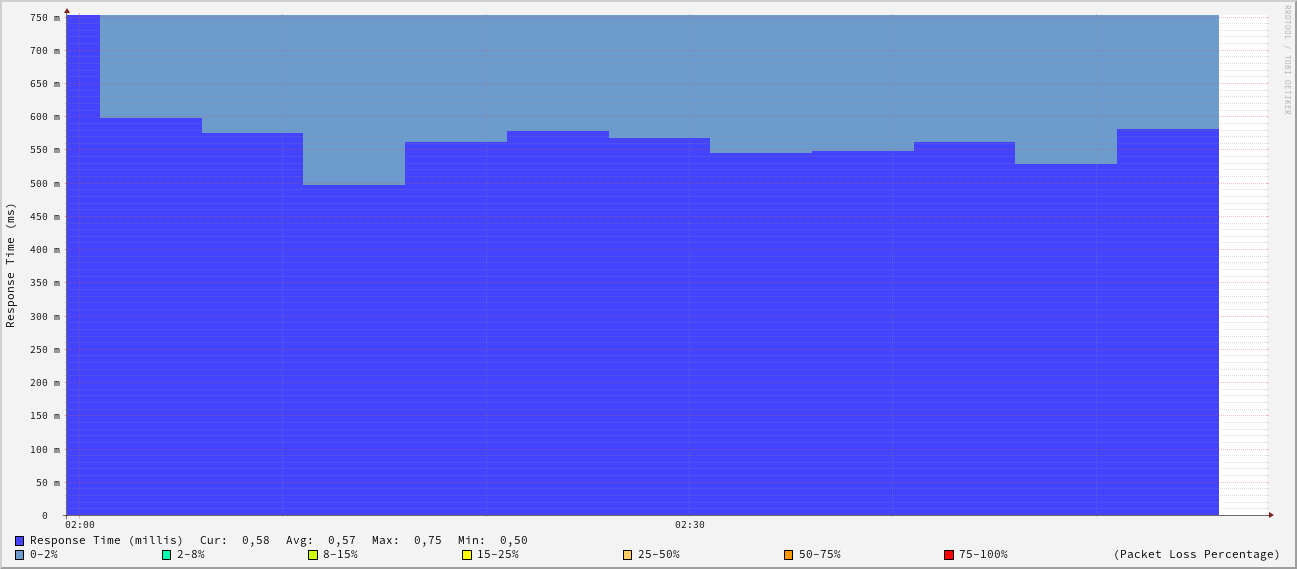 RRDTOOL / TOBI OETIKER
Response Time (ms)
750 m
700 m
650 m
600 m
550 m
500 m
450 m
400 m
350 m
300 m
250 m
200 m
150 m
100 m
50 m
0
02:00 02:30
Response Time (millis) Cur: 0,58 Avg: 0,57 Max: 0,75 Min: 0,50
0-2% 2-8% 8-15% 15-25% 25-50% 50-75% 75-100% (Packet Loss Percentage)